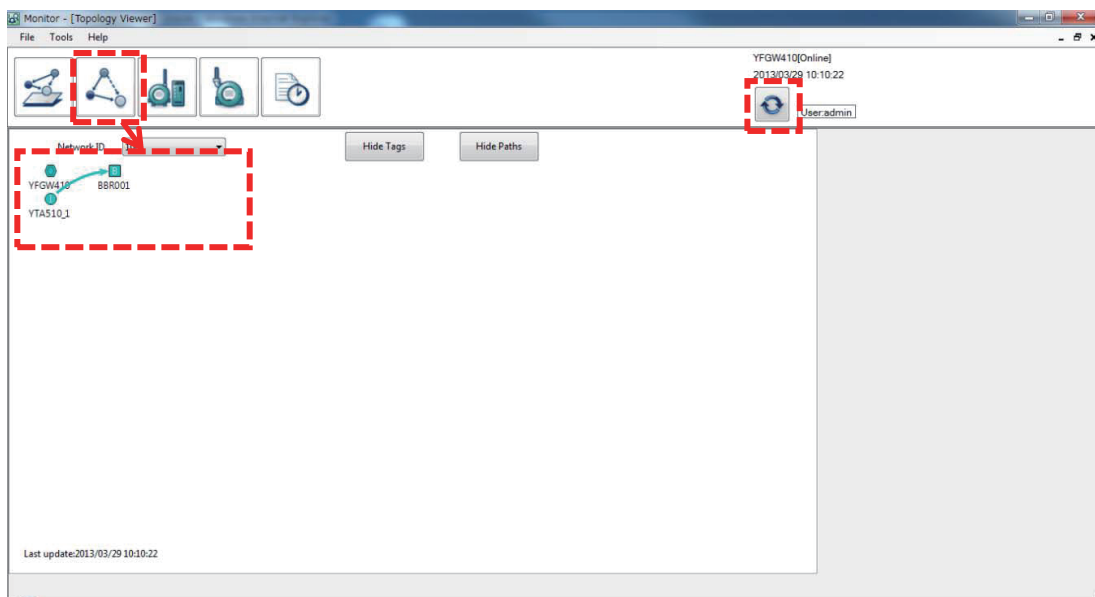 Monitor - [Topology Viewer]
File Tools Help
YFGW410[Online]
2013/03/29 10:10:22
User:admin
Network ID
Hide Tags Hide Paths
B
YFGW410 BBR001
YTA510_1
Last update:2013/03/29 10:10:22